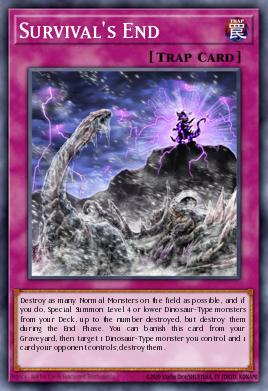 Survival's End
TRAP
罠
[ Trap Card ]
Destroy as many Normal Monsters on the field as possible, and if
you do, Special Summon Level 4 or lower Dinosaur-Type monsters
from your Deck, up to the number destroyed, but destroy them
during the End Phase. You can banish this card from your
Graveyard, then target 1 Dinosaur-Type monster you control and 1
card your opponent controls; destroy them.